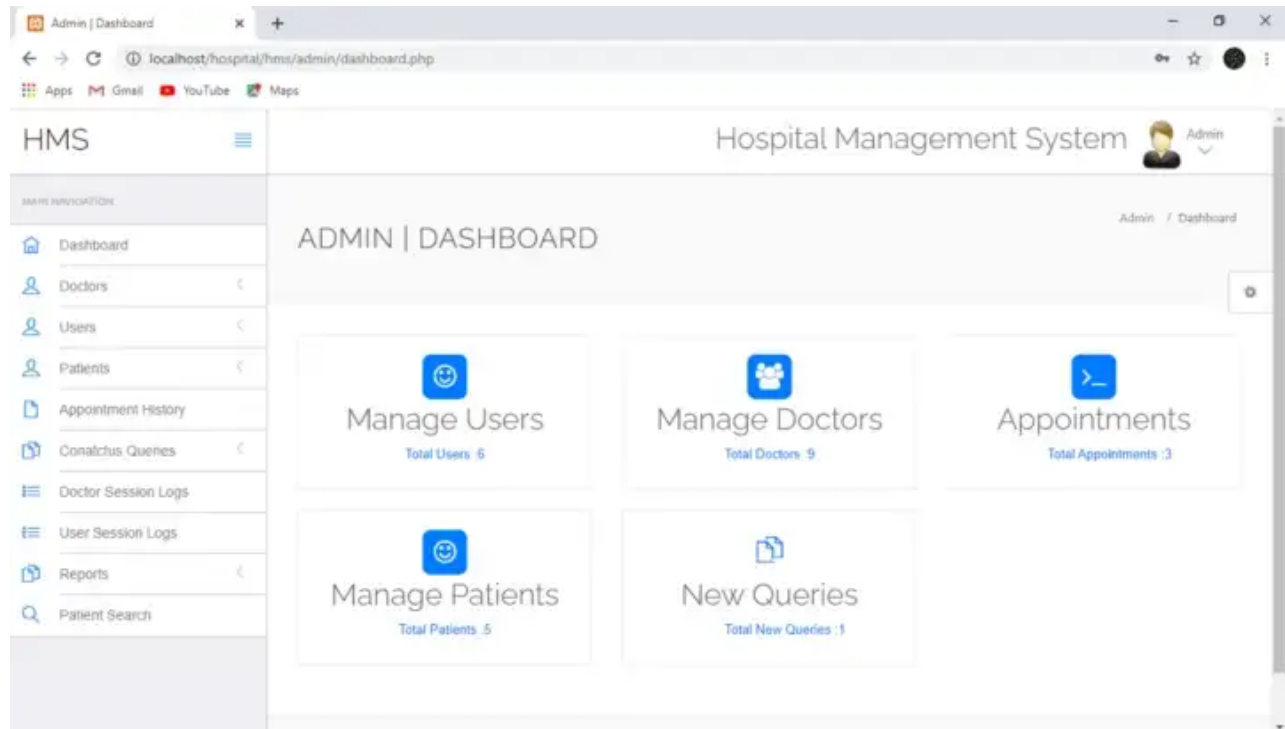 Admin | Dashboard
localhost/hospital/hms/admin/dashboard.php
Apps Gmail YouTube Maps
HMS
Hospital Management System
Admin
MAIN NAVIGATION
Dashboard
Doctors
Users
Patients
Appointment History
Conatctus Queries
Doctor Session Logs
User Session Logs
Reports
Patient Search
ADMIN | DASHBOARD
Admin / Dashboard
Manage Users
Total Users :6
Manage Doctors
Total Doctors :9
Appointments
Total Appointments :3
Manage Patients
Total Patients :5
New Queries
Total New Queries :1